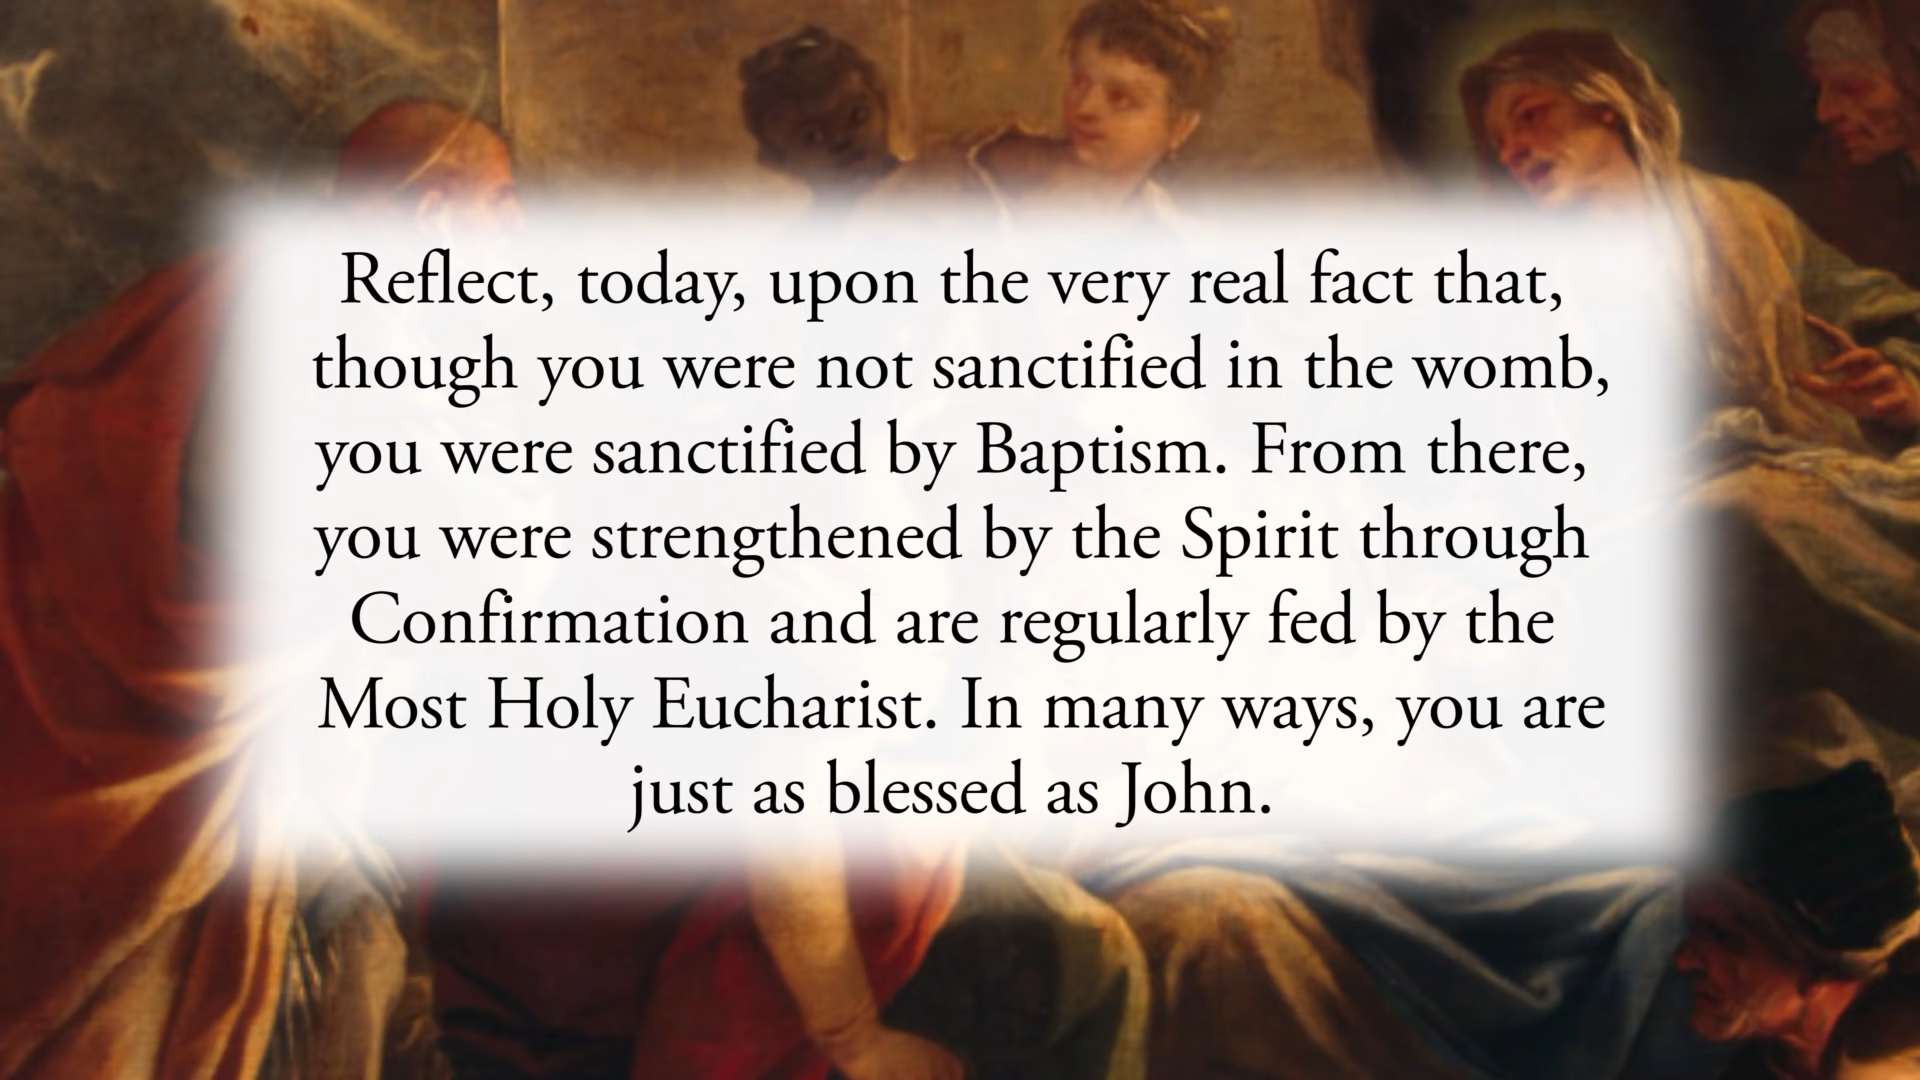 Reflect, today, upon the very real fact that,
though you were not sanctified in the womb,
you were sanctified by Baptism. From there,
you were strengthened by the Spirit through
Confirmation and are regularly fed by the
Most Holy Eucharist. In many ways, you are
just as blessed as John.